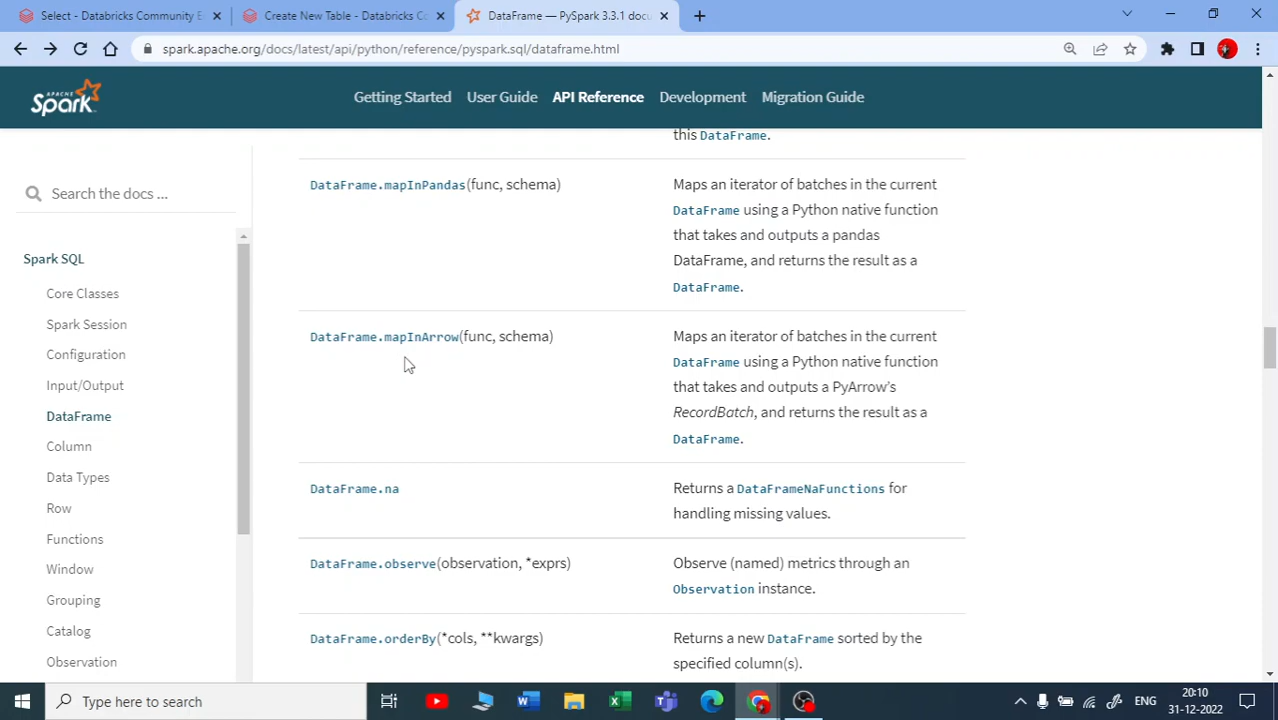 Select - Databricks Community E
Create New Table - Databricks Co
DataFrame — PySpark 3.3.1 docu
spark.apache.org/docs/latest/api/python/reference/pyspark.sql/dataframe.html
APACHE
Spark
Getting Started
User Guide
API Reference
Development
Migration Guide
Search the docs ...
Spark SQL
Core Classes
Spark Session
Configuration
Input/Output
DataFrame
Column
Data Types
Row
Functions
Window
Grouping
Catalog
Observation
this DataFrame.
DataFrame.mapInPandas(func, schema)
Maps an iterator of batches in the current
DataFrame using a Python native function
that takes and outputs a pandas
DataFrame, and returns the result as a
DataFrame.
DataFrame.mapInArrow(func, schema)
Maps an iterator of batches in the current
DataFrame using a Python native function
that takes and outputs a PyArrow’s
RecordBatch, and returns the result as a
DataFrame.
DataFrame.na
Returns a DataFrameNaFunctions for
handling missing values.
DataFrame.observe(observation, *exprs)
Observe (named) metrics through an
Observation instance.
DataFrame.orderBy(*cols, **kwargs)
Returns a new DataFrame sorted by the
specified column(s).
Type here to search
ENG
20:10
31-12-2022